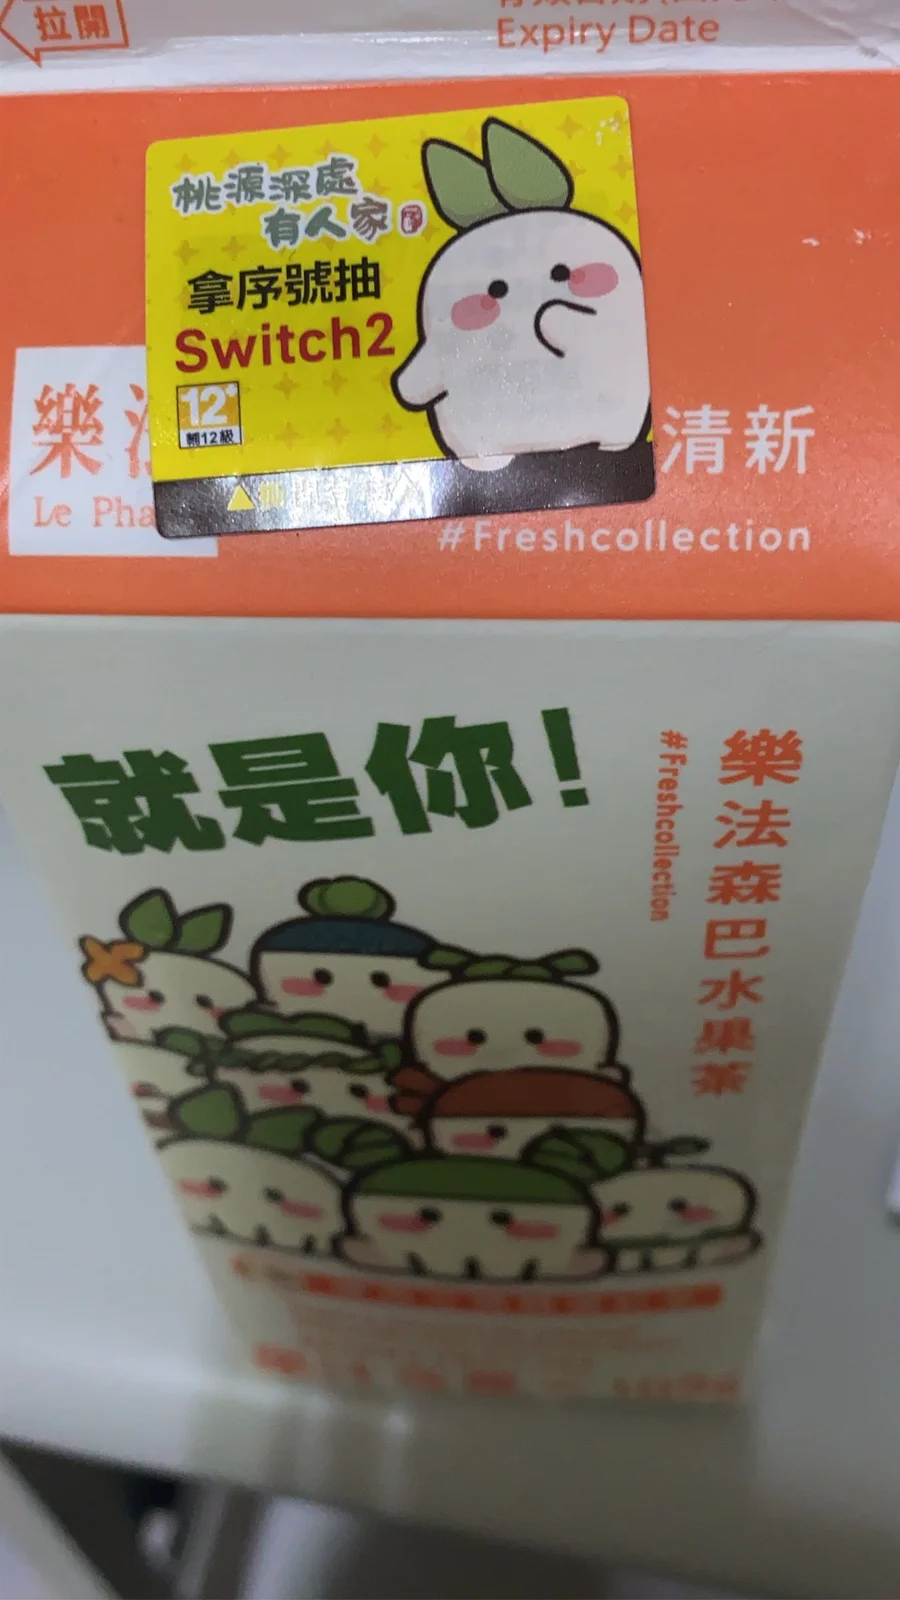 拉開
Expiry Date
桃源深處
有人家
拿序號抽
Switch2
12+
輔12級
樂法
Le Pha
清新
#Freshcollection
就是你!
#Freshcollection
樂法森巴水果茶